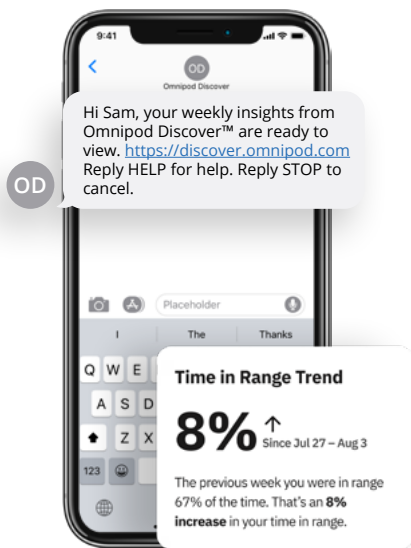 9:41
OD
Omnipod Discover
Hi Sam, your weekly insights from
Omnipod Discover™ are ready to
view. https://discover.omnipod.com
Reply HELP for help. Reply STOP to
cancel.
OD
Placeholder
I The Thanks
Q W E
A S D
Z X
123
Time in Range Trend
8% ↑
Since Jul 27 – Aug 3
The previous week you were in range
67% of the time. That’s an 8%
increase in your time in range.